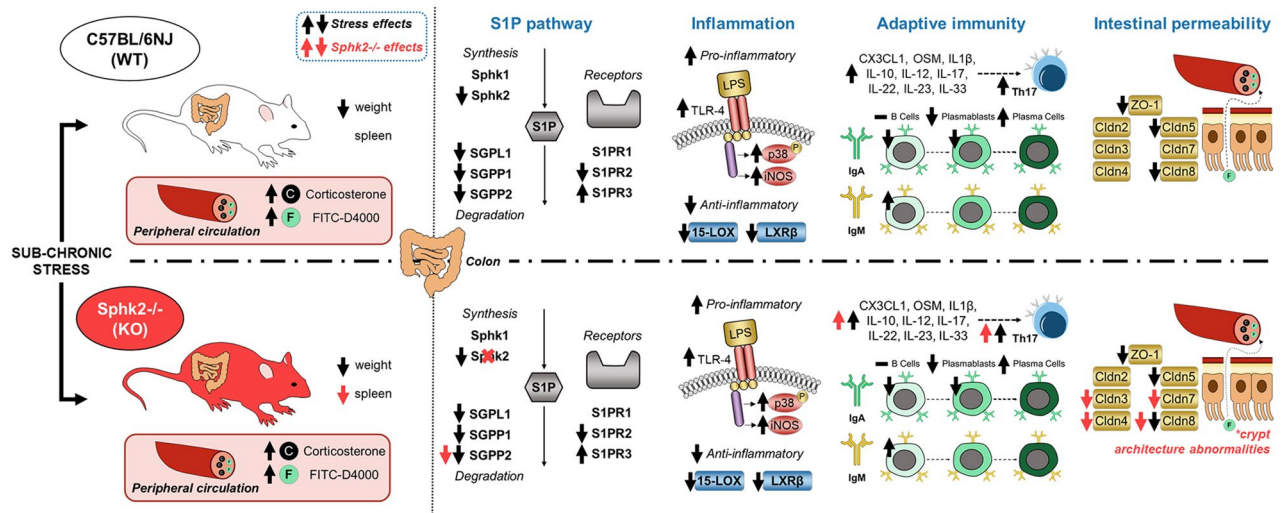 C57BL/6NJ
(WT)
Stress effects
Sphk2-/- effects
weight
spleen
C Corticosterone
F FITC-D4000
Peripheral circulation
SUB-CHRONIC
STRESS
Sphk2-/-
(KO)
weight
spleen
C Corticosterone
F FITC-D4000
Peripheral circulation
S1P pathway
Synthesis
Sphk1
Sphk2
Receptors
S1P
SGPL1
SGPP1
SGPP2
Degradation
S1PR1
S1PR2
S1PR3
Colon
Synthesis
Sphk1
Sphk2
Receptors
S1P
SGPL1
SGPP1
SGPP2
Degradation
S1PR1
S1PR2
S1PR3
Inflammation
Pro-inflammatory
LPS
TLR-4
p38 P
iNOS
Anti-inflammatory
15-LOX LXRβ
Pro-inflammatory
LPS
TLR-4
p38 P
iNOS
Anti-inflammatory
15-LOX LXRβ
Adaptive immunity
CX3CL1, OSM, IL1β,
IL-10, IL-12, IL-17,
IL-22, IL-23, IL-33
Th17
B Cells Plasmablasts Plasma Cells
IgA
IgM
CX3CL1, OSM, IL1β,
IL-10, IL-12, IL-17,
IL-22, IL-23, IL-33
Th17
B Cells Plasmablasts Plasma Cells
IgA
IgM
Intestinal permeability
C F
ZO-1
Cldn2 Cldn5
Cldn3 Cldn7
Cldn4 Cldn8
F
ZO-1
Cldn2 Cldn5
Cldn3 Cldn7
Cldn4 Cldn8
F
*crypt
architecture abnormalities